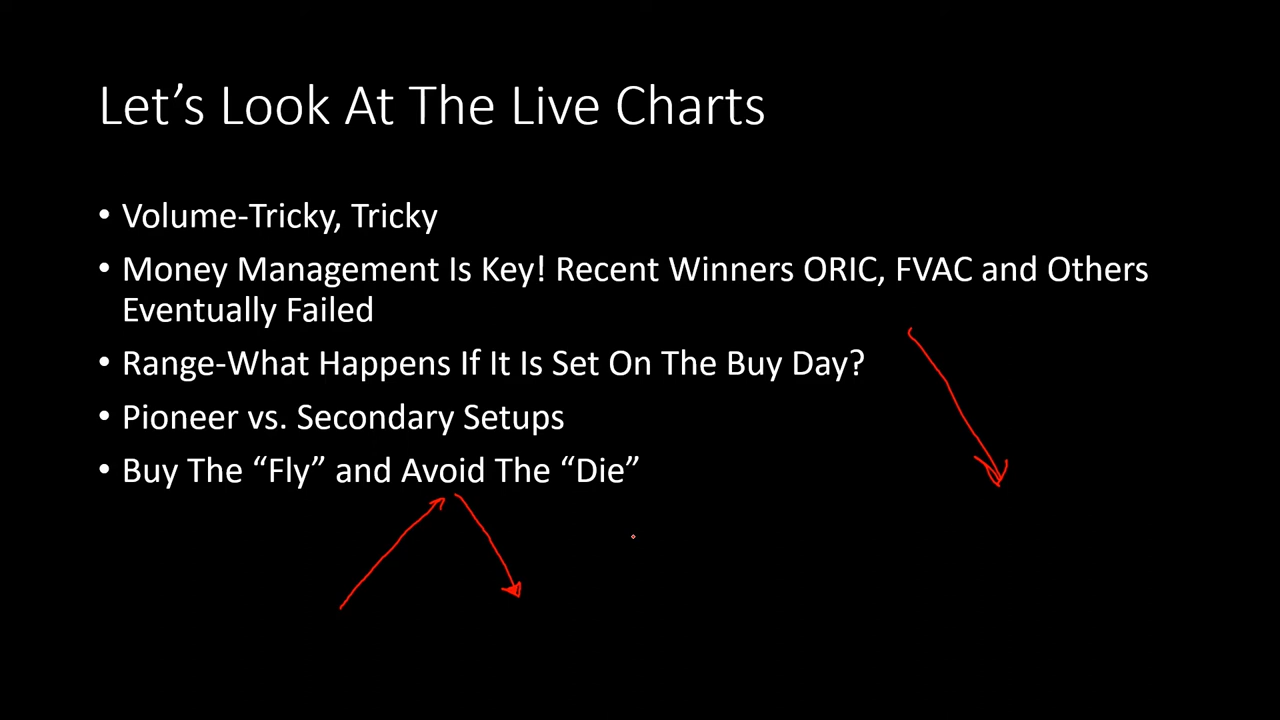 Let’s Look At The Live Charts
• Volume-Tricky, Tricky
• Money Management Is Key! Recent Winners ORIC, FVAC and Others
Eventually Failed
• Range-What Happens If It Is Set On The Buy Day?
• Pioneer vs. Secondary Setups
• Buy The “Fly” and Avoid The “Die”